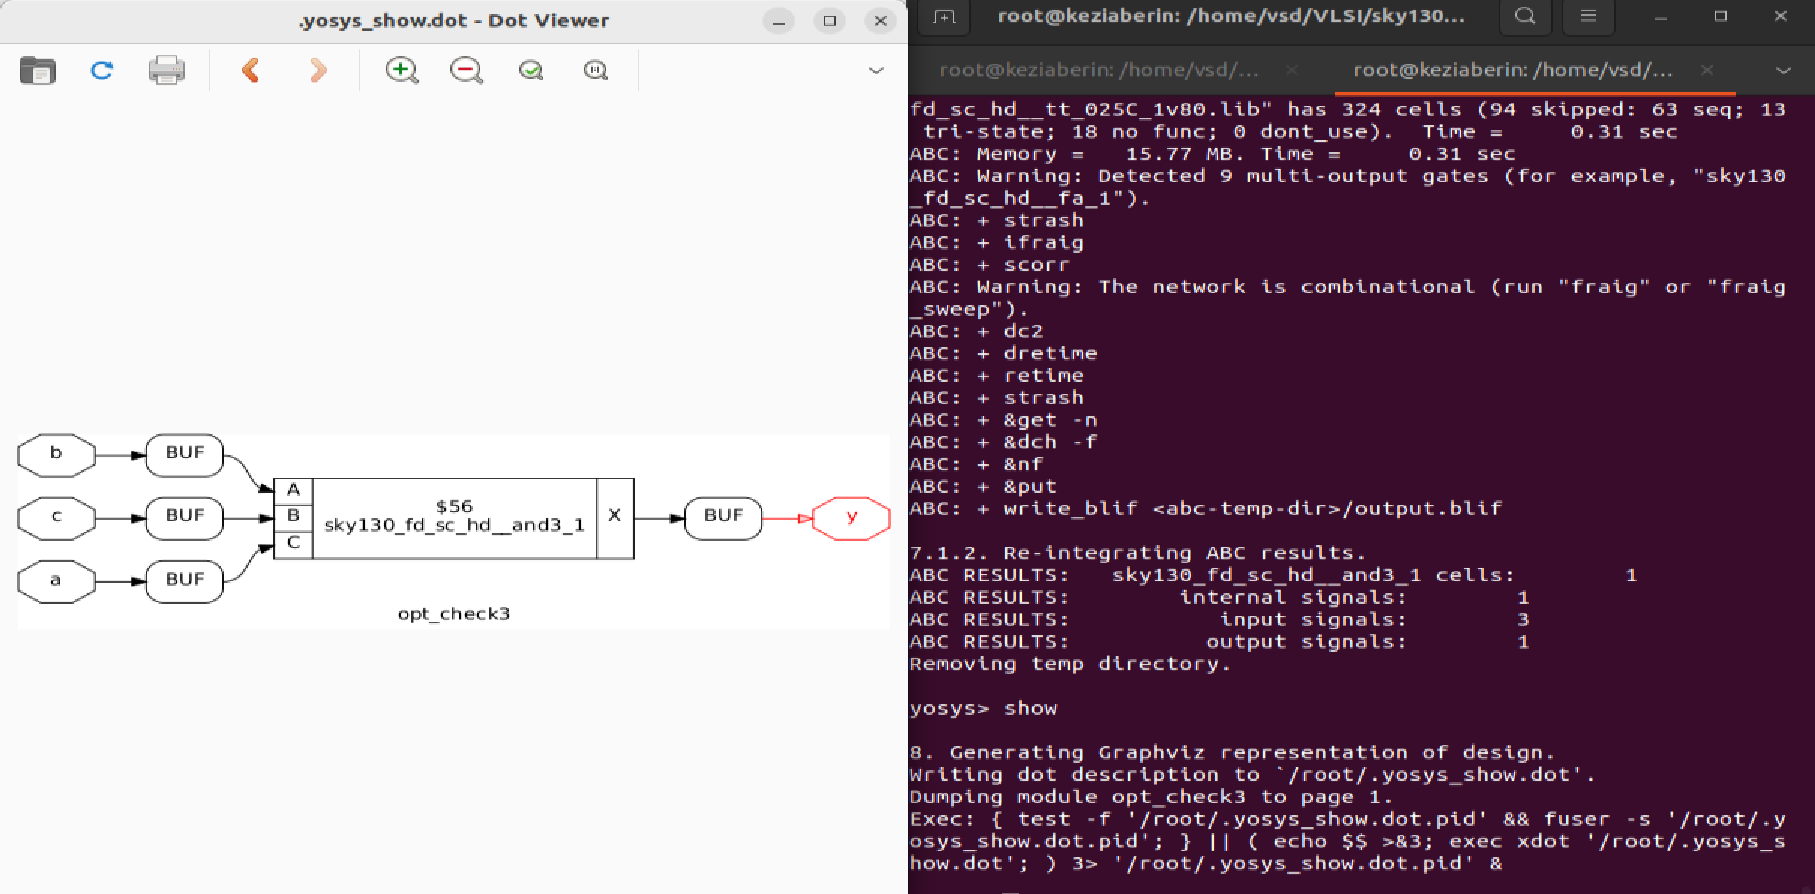 .yosys_show.dot - Dot Viewer
b
BUF
c
BUF
a
BUF
A
B
C
$56
sky130_fd_sc_hd__and3_1
X
BUF
y
opt_check3
root@keziaberin: /home/vsd/VLSI/sky130...
root@keziaberin: /home/vsd/...
root@keziaberin: /home/vsd/...
fd_sc_hd__tt_025C_1v80.lib" has 324 cells (94 skipped: 63 seq; 13
tri-state; 18 no func; 0 dont_use).  Time =     0.31 sec
ABC: Memory =   15.77 MB. Time =     0.31 sec
ABC: Warning: Detected 9 multi-output gates (for example, "sky130
_fd_sc_hd__fa_1").
ABC: + strash
ABC: + ifraig
ABC: + scorr
ABC: Warning: The network is combinational (run "fraig" or "fraig
_sweep").
ABC: + dc2
ABC: + dretime
ABC: + retime
ABC: + strash
ABC: + &get -n
ABC: + &dch -f
ABC: + &nf
ABC: + &put
ABC: + write_blif <abc-temp-dir>/output.blif
7.1.2. Re-integrating ABC results.
ABC RESULTS:   sky130_fd_sc_hd__and3_1 cells:        1
ABC RESULTS:        internal signals:        1
ABC RESULTS:           input signals:        3
ABC RESULTS:          output signals:        1
Removing temp directory.
yosys> show
8. Generating Graphviz representation of design.
Writing dot description to `/root/.yosys_show.dot'.
Dumping module opt_check3 to page 1.
Exec: { test -f '/root/.yosys_show.dot.pid' && fuser -s '/root/.y
osys_show.dot.pid'; } || ( echo $$ >&3; exec xdot '/root/.yosys_s
how.dot'; ) 3> '/root/.yosys_show.dot.pid' &